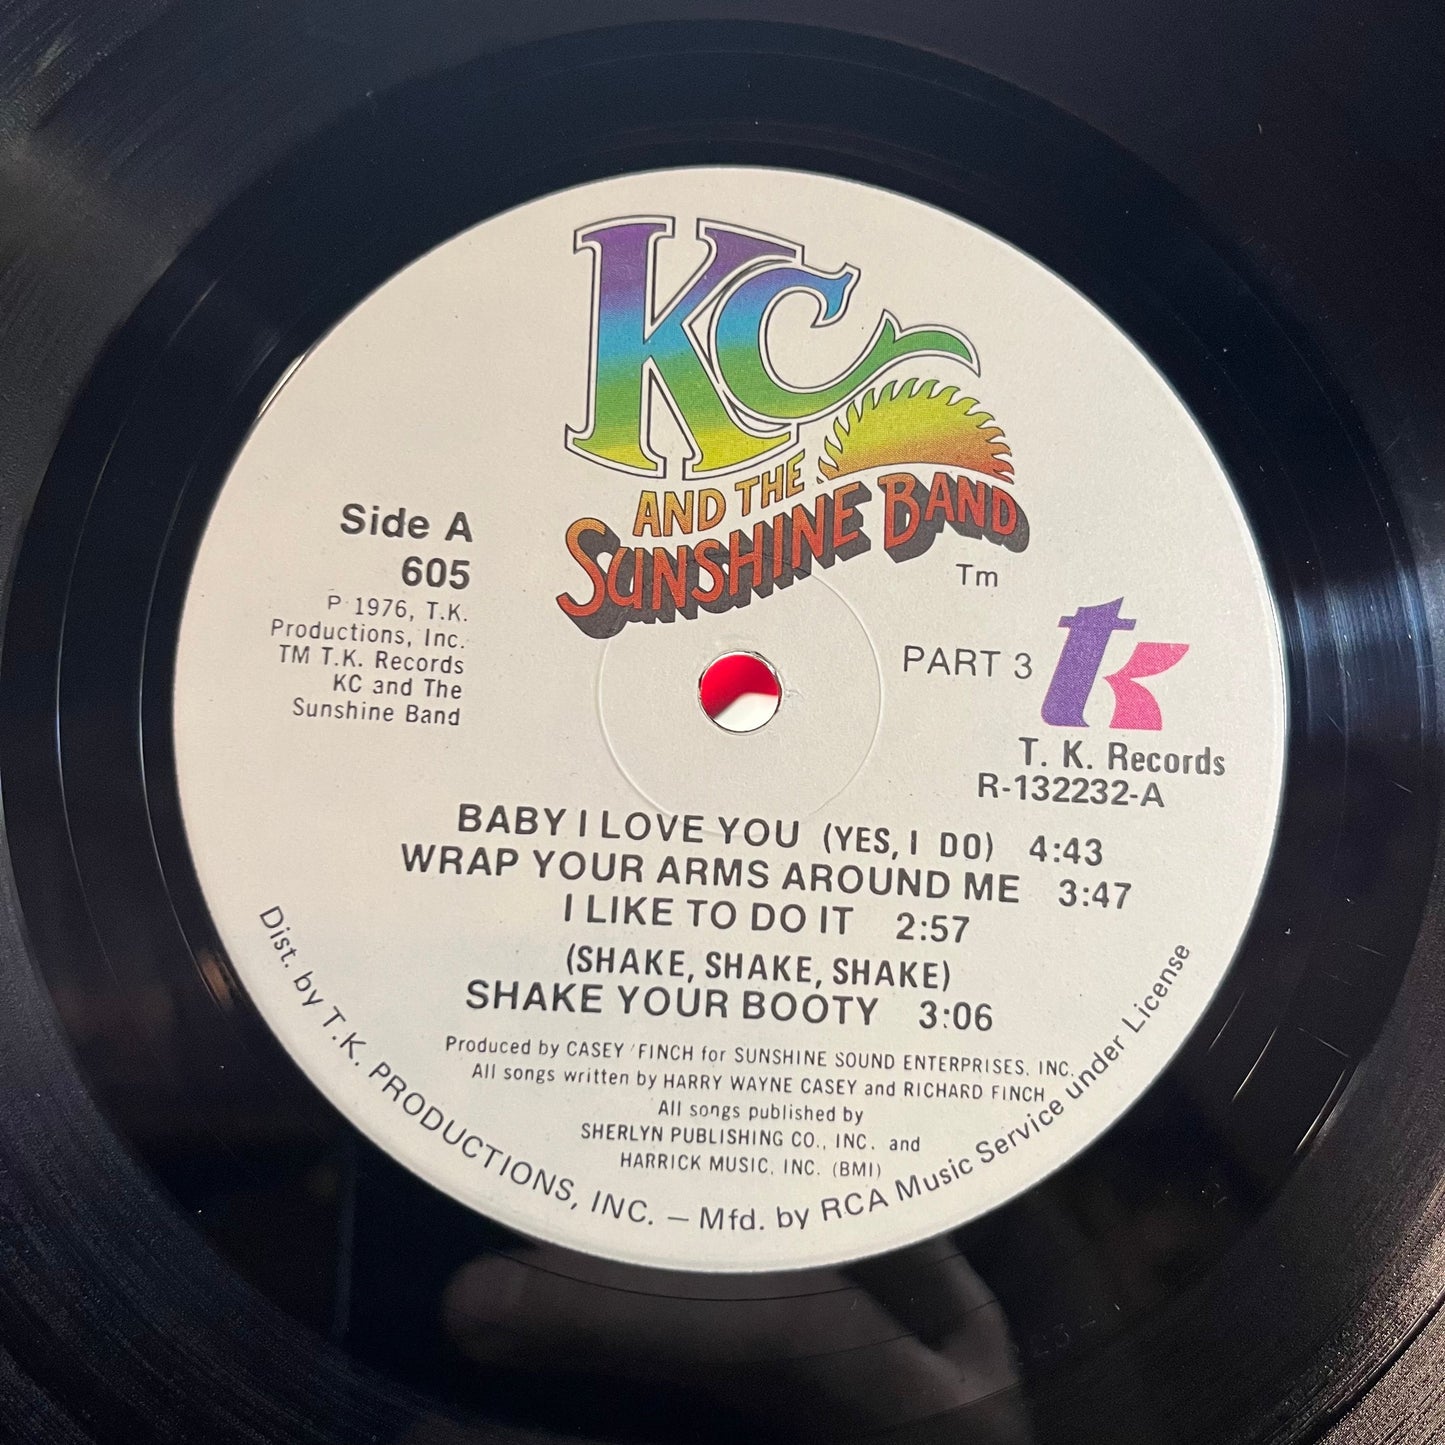 KC
AND THE
SUNSHINE BAND
Tm
Side A
605
P 1976, T.K.
Productions, Inc.
TM T.K. Records
KC and The
Sunshine Band
PART 3
tk
T. K. Records
R-132232-A
BABY I LOVE YOU (YES, I DO) 4:43
WRAP YOUR ARMS AROUND ME 3:47
I LIKE TO DO IT 2:57
(SHAKE, SHAKE, SHAKE)
SHAKE YOUR BOOTY 3:06
Produced by CASEY/FINCH for SUNSHINE SOUND ENTERPRISES, INC.
All songs written by HARRY WAYNE CASEY and RICHARD FINCH
All songs published by
SHERLYN PUBLISHING CO., INC. and
HARRICK MUSIC, INC. (BMI)
Dist. by T.K. PRODUCTIONS, INC. — Mfd. by RCA Music Service under License